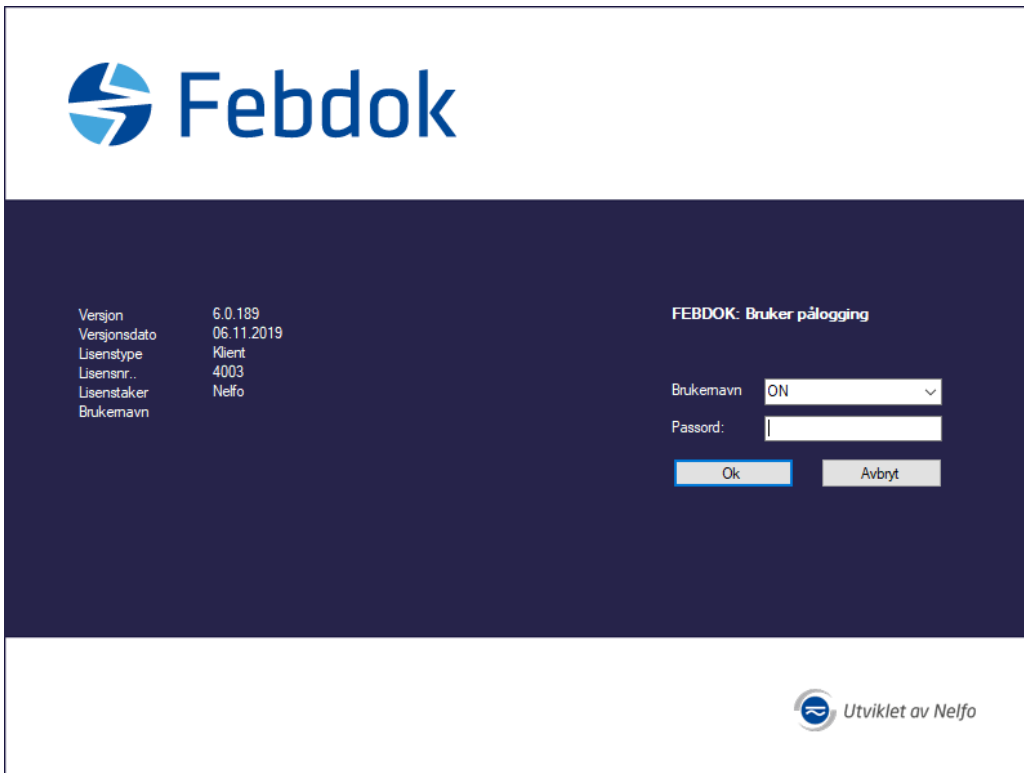 Febdok
Versjon 6.0.189
Versjonsdato 06.11.2019
Lisenstype Klient
Lisensnr.. 4003
Lisenstaker Nelfo
Brukernavn
FEBDOK: Bruker pålogging
Brukernavn ON
Passord:
Ok Avbryt
Utviklet av Nelfo